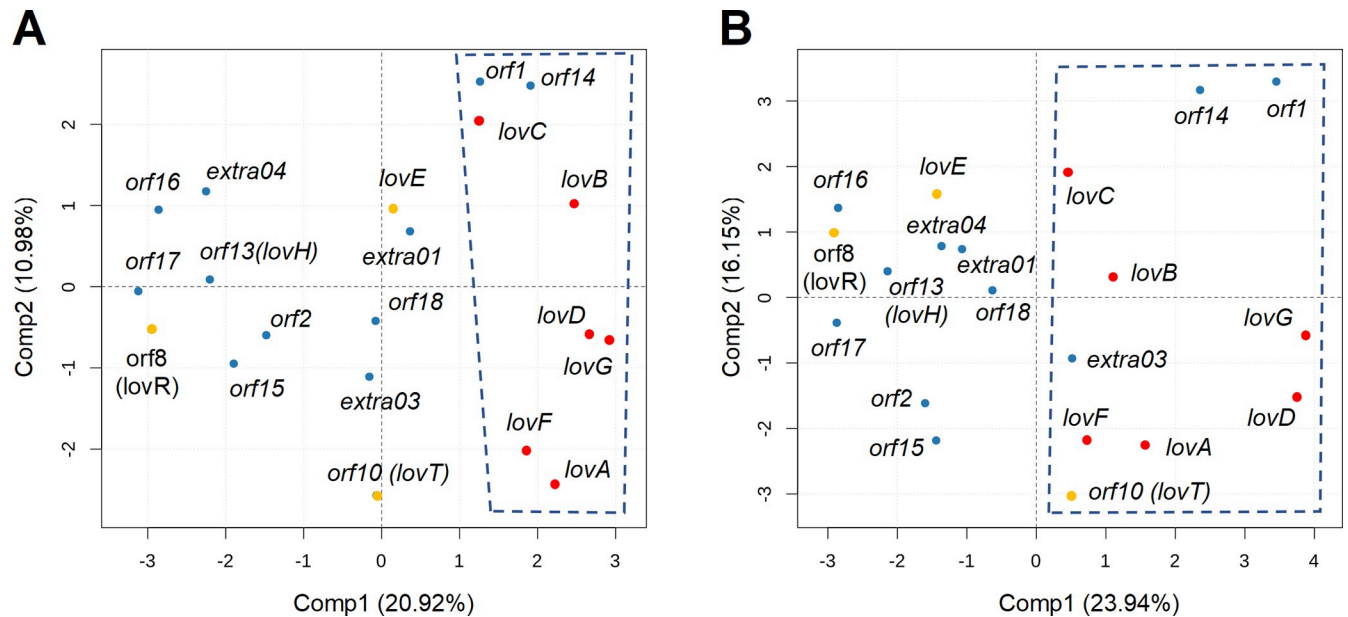 A
orf1
orf14
lovC
lovB
lovE
extra01
extra04
orf16
orf13(lovH)
orf17
orf8
(lovR)
orf2
orf15
orf18
extra03
lovD
lovG
lovF
lovA
orf10 (lovT)
2
1
0
-1
-2
-3
-2
-1
0
1
2
3
Comp2 (10.98%)
Comp1 (20.92%)
B
orf14
orf1
lovC
lovE
orf16
extra04
orf8
(lovR)
extra01
orf13
(lovH)
orf18
lovB
orf17
lovG
extra03
orf2
lovF
lovD
orf15
lovA
orf10 (lovT)
3
2
1
0
-1
-2
-3
-3
-2
-1
0
1
2
3
4
Comp2 (16.15%)
Comp1 (23.94%)